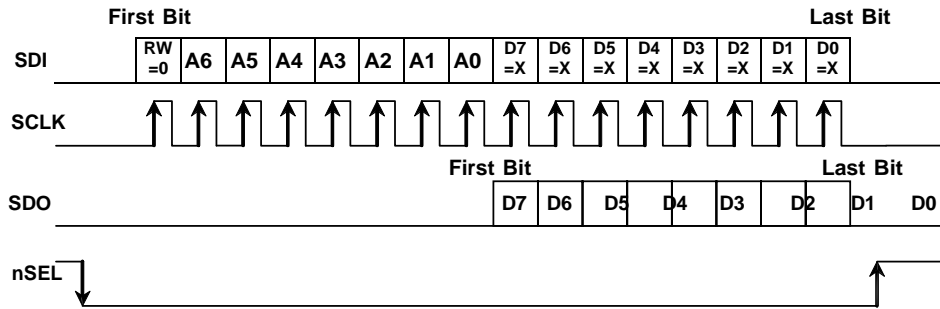 First Bit Last Bit
SDI RW =0 A6 A5 A4 A3 A2 A1 A0 D7 =X D6 =X D5 =X D4 =X D3 =X D2 =X D1 =X D0 =X
SCLK
First Bit Last Bit
SDO D7 D6 D5 D4 D3 D2 D1 D0
nSEL